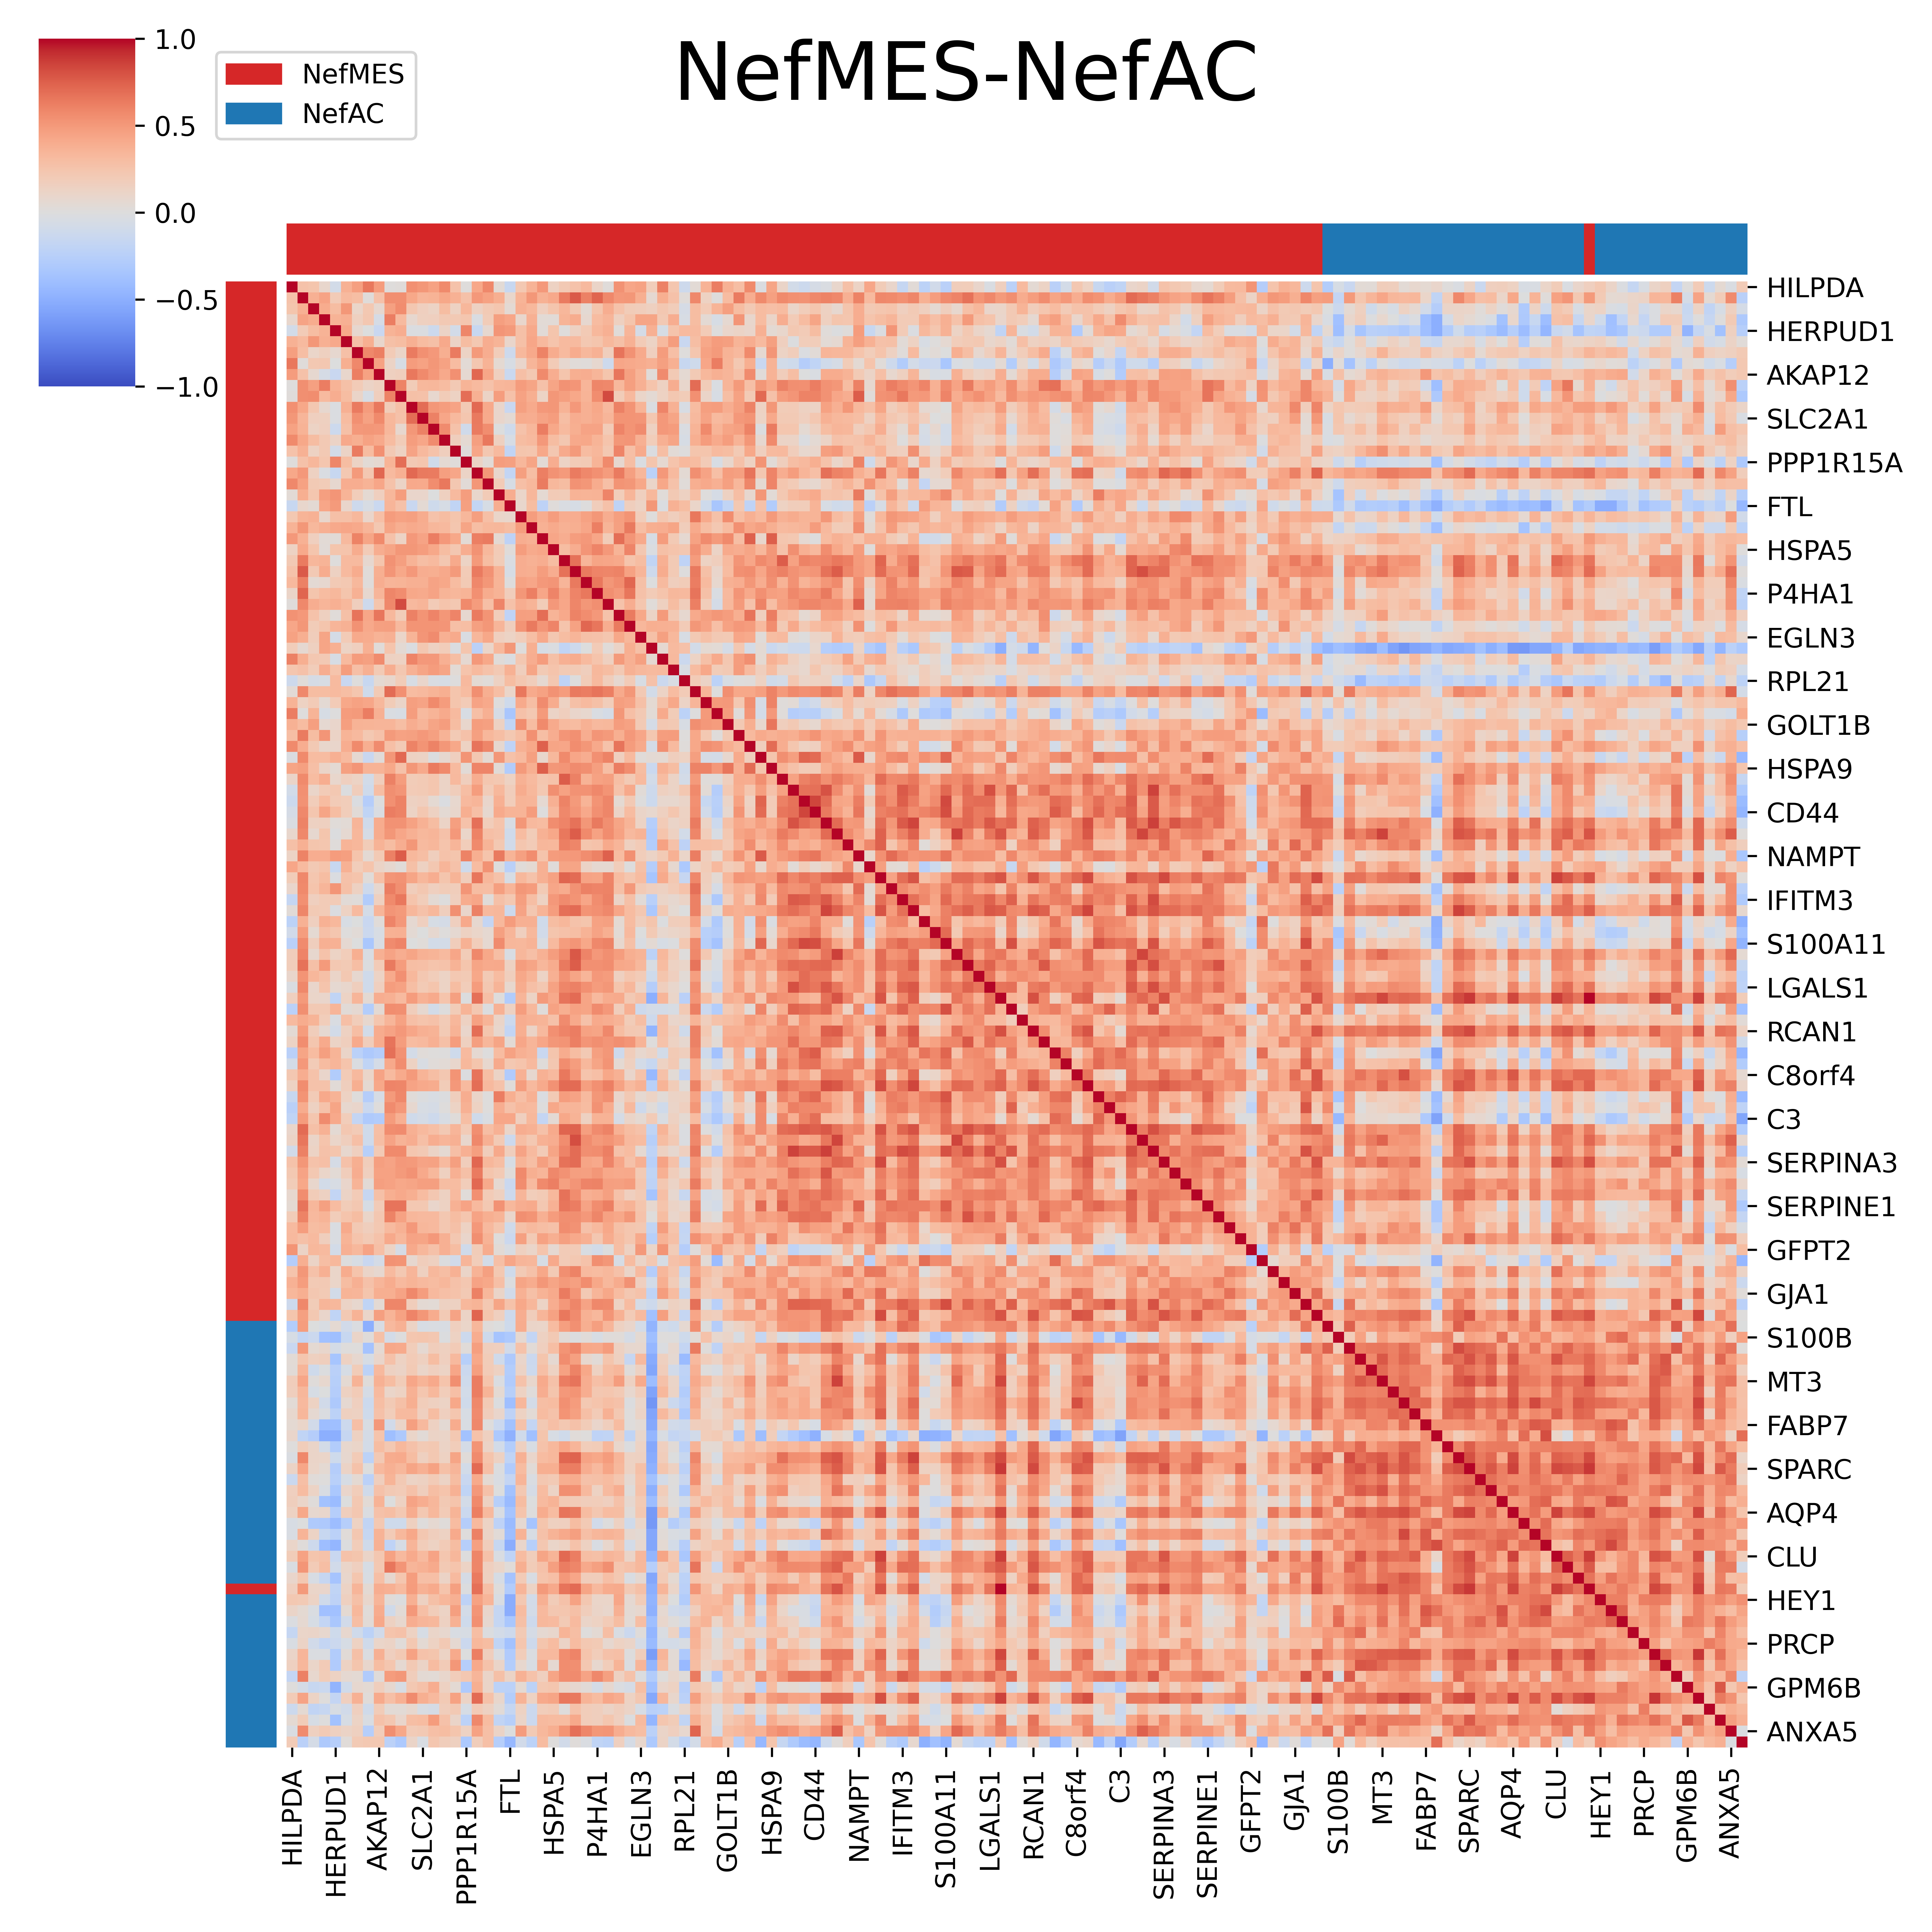 NefMES-NefAC
1.0
0.5
0.0
−0.5
−1.0
NefMES
NefAC
HILPDA
HERPUD1
AKAP12
SLC2A1
PPP1R15A
FTL
HSPA5
P4HA1
EGLN3
RPL21
GOLT1B
HSPA9
CD44
NAMPT
IFITM3
S100A11
LGALS1
RCAN1
C8orf4
C3
SERPINA3
SERPINE1
GFPT2
GJA1
S100B
MT3
FABP7
SPARC
AQP4
CLU
HEY1
PRCP
GPM6B
ANXA5
HILPDA
HERPUD1
AKAP12
SLC2A1
PPP1R15A
FTL
HSPA5
P4HA1
EGLN3
RPL21
GOLT1B
HSPA9
CD44
NAMPT
IFITM3
S100A11
LGALS1
RCAN1
C8orf4
C3
SERPINA3
SERPINE1
GFPT2
GJA1
S100B
MT3
FABP7
SPARC
AQP4
CLU
HEY1
PRCP
GPM6B
ANXA5